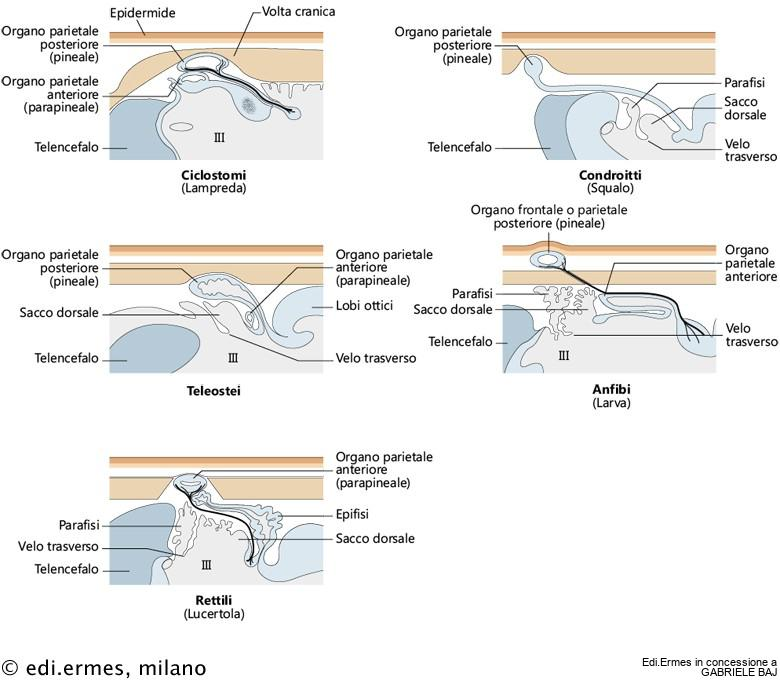 Epidermide
Volta cranica
Organo parietale
posteriore
(pineale)
Organo parietale
anteriore
(parapineale)
Telencefalo
III
Ciclostomi
(Lampreda)
Organo parietale
posteriore
(pineale)
Parafisi
Sacco
dorsale
Telencefalo
Velo
trasverso
Condroitti
(Squalo)
Organo parietale
posteriore
(pineale)
Organo parietale
anteriore
(parapineale)
Sacco dorsale
Lobi ottici
Telencefalo
III
Velo trasverso
Teleostei
Organo frontale o parietale
posteriore (pineale)
Organo
parietale
anteriore
Parafisi
Sacco dorsale
Telencefalo
Velo
trasverso
III
Anfibi
(Larva)
Organo parietale
anteriore
(parapineale)
Epifisi
Parafisi
Sacco dorsale
Velo trasverso
Telencefalo
III
Rettili
(Lucertola)
© edi.ermes, milano
Edi.Ermes in concessione a
GABRIELE BAJ